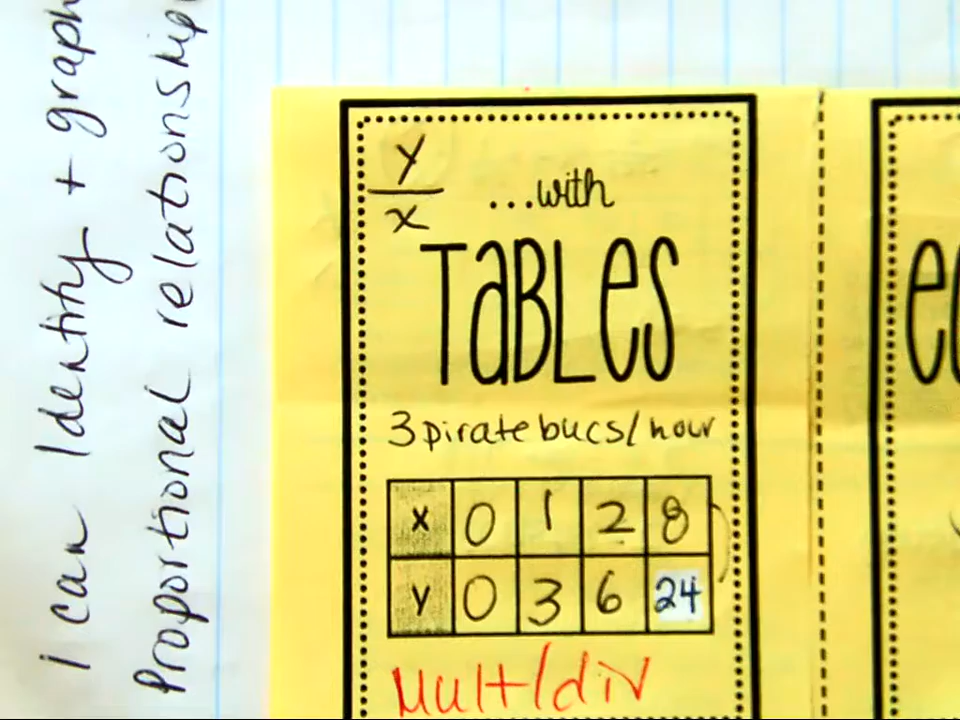 I can Identify + graph
Proportional relationship
y
x
...with
TaBLes
3 pirate bucs/hour
x 0 1 2 8
y 0 3 6 24
Mult/div